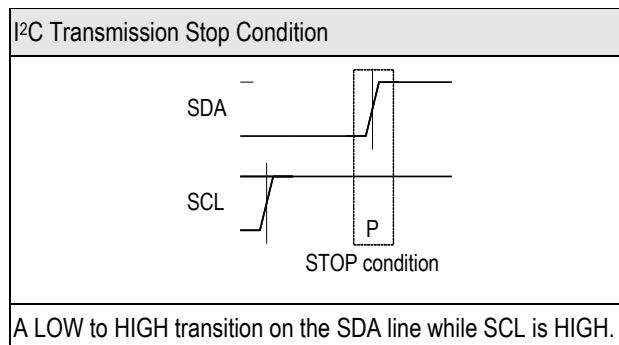 I²C Transmission Stop Condition
SDA
SCL
P
STOP condition
A LOW to HIGH transition on the SDA line while SCL is HIGH.